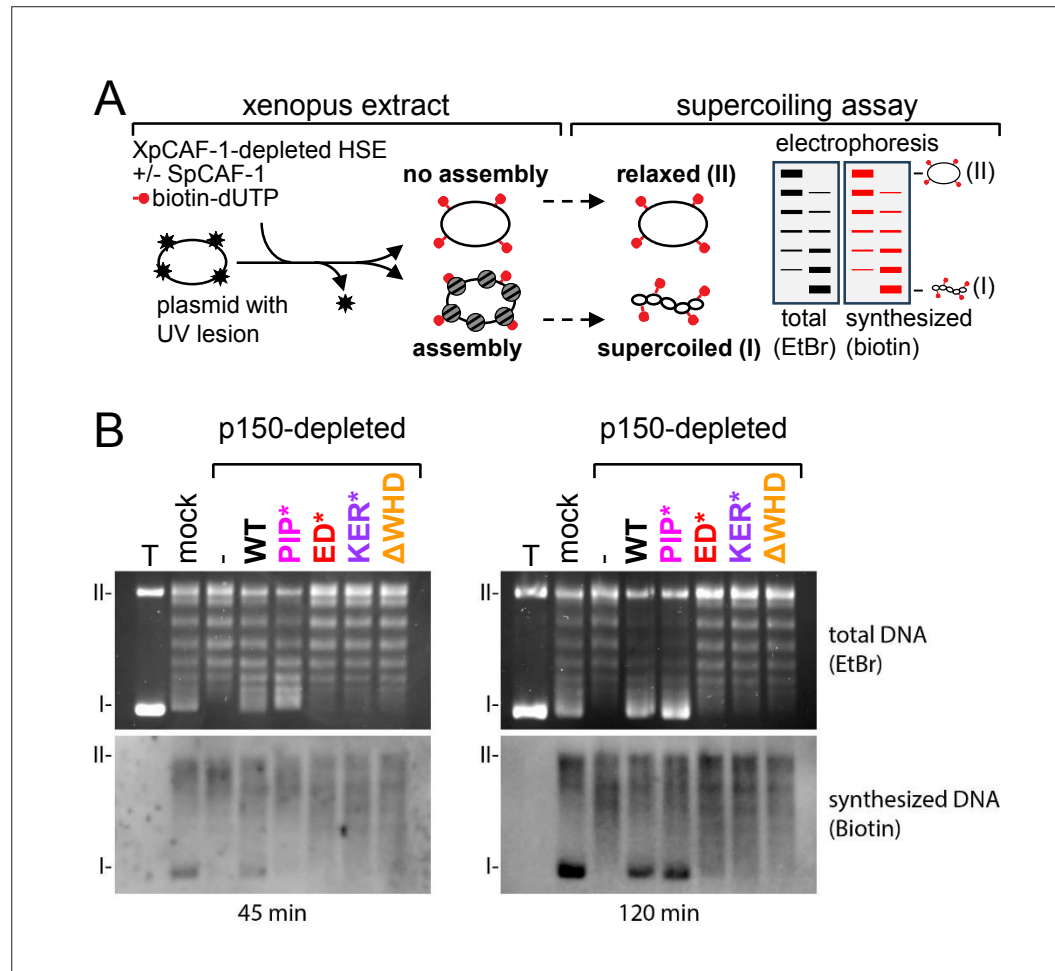 A
xenopus extract
supercoiling assay
XpCAF-1-depleted HSE
+/- SpCAF-1
biotin-dUTP
plasmid with
UV lesion
no assembly
assembly
relaxed (II)
supercoiled (I)
electrophoresis
(II)
(I)
total
(EtBr)
synthesized
(biotin)
B
p150-depleted
T
mock
-
WT
PIP*
ED*
KER*
ΔWHD
II-
I-
II-
I-
45 min
p150-depleted
T
mock
-
WT
PIP*
ED*
KER*
ΔWHD
II-
I-
II-
I-
120 min
total DNA
(EtBr)
synthesized DNA
(Biotin)